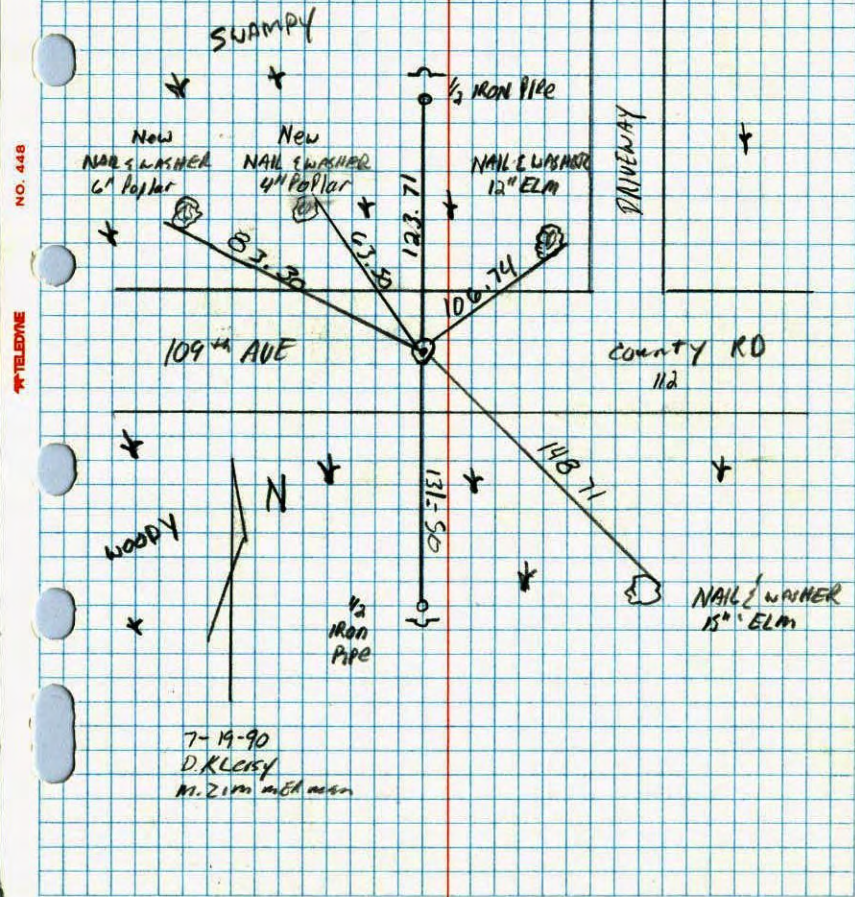 SWAMPY
1/2 IRON PIPE
New
NAIL & WASHER
6" Poplar
New
NAIL & WASHER
4" Poplar
NAIL & WASHER
12" ELM
DRIVEWAY
NO. 448
TELEDYNE
123.71
83.30
63.50
106.74
109th AVE
County RD
112
148.71
131-50
N
WOODY
1/2
IRON
PIPE
NAIL & WASHER
15" ELM
7-19-90
D.
M. Zimmerman